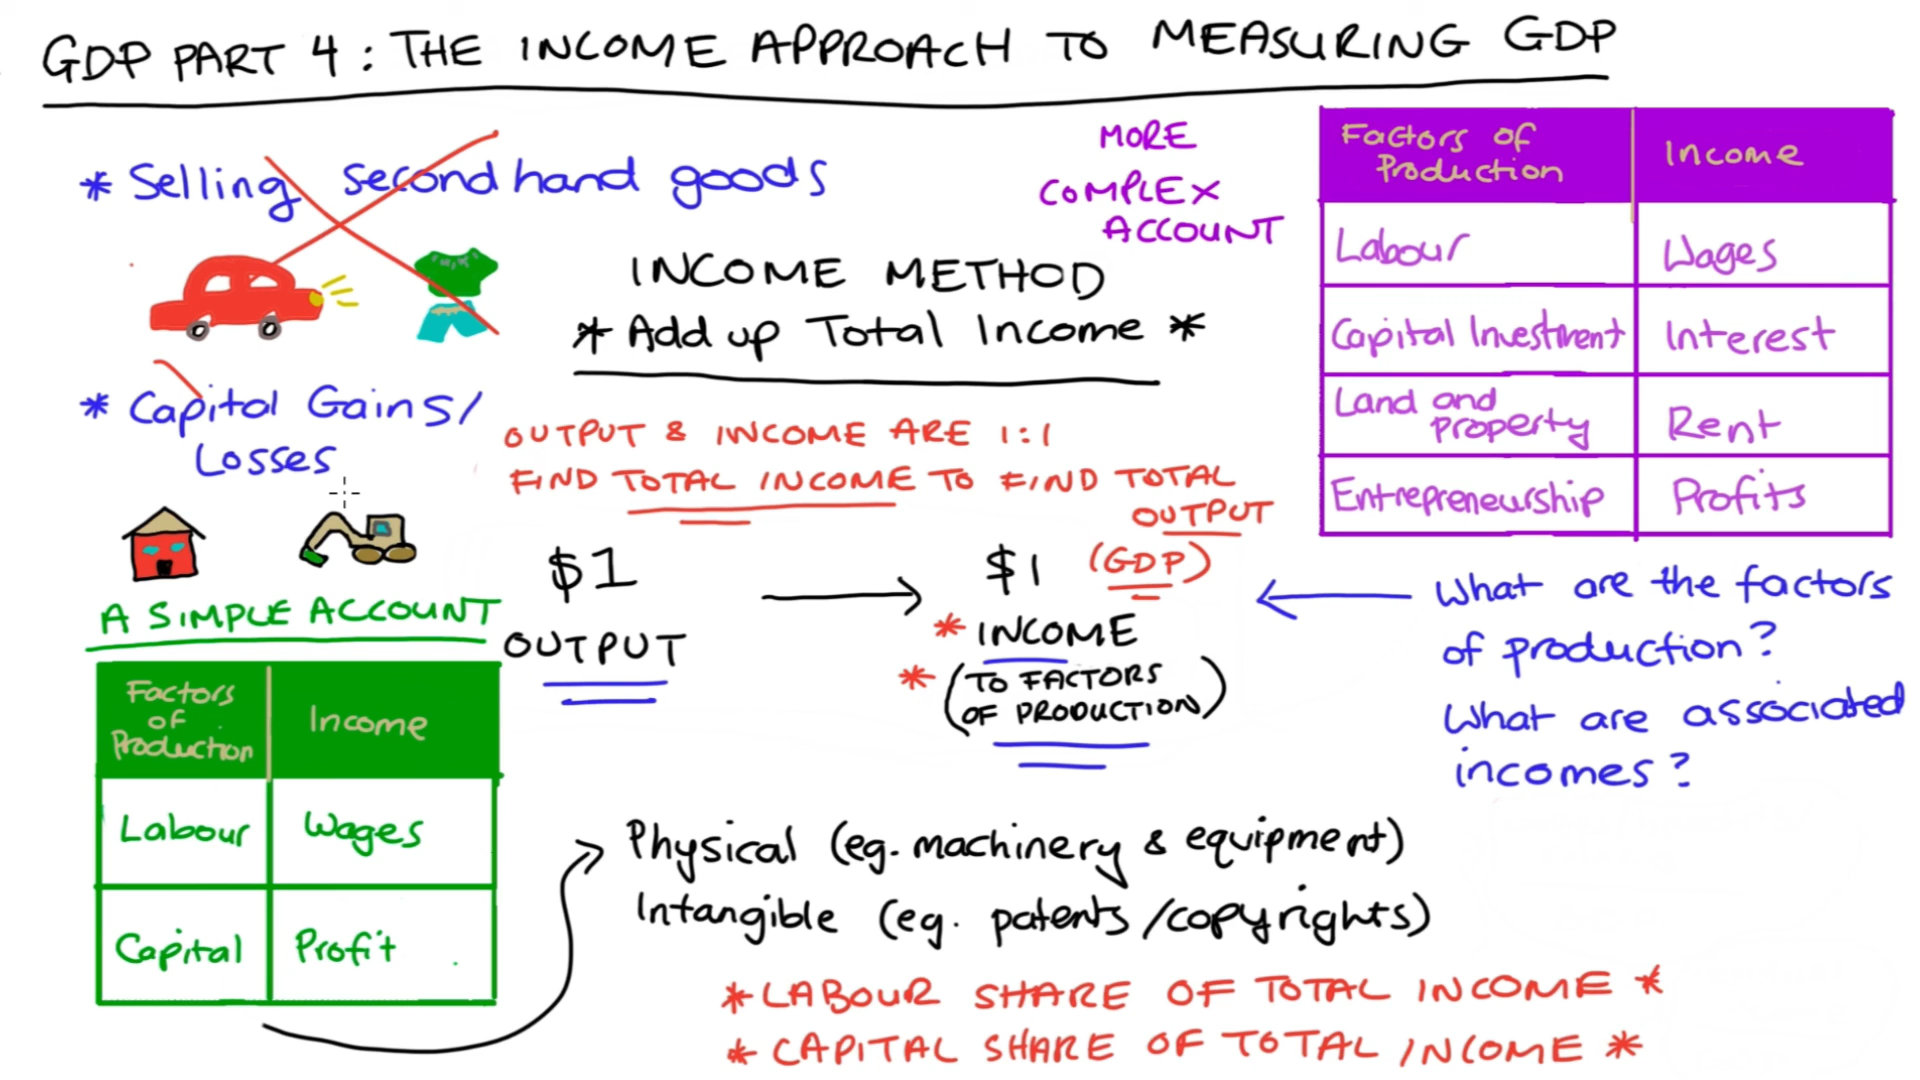 GDP PART 4 : THE INCOME APPROACH TO MEASURING GDP
* Selling second hand goods
* Capital Gains/
Losses
A SIMPLE ACCOUNT
Factors of Production Income
Labour Wages
Capital Profit
INCOME METHOD
* Add up Total Income *
OUTPUT & INCOME ARE 1:1
FIND TOTAL INCOME TO FIND TOTAL
OUTPUT
(GDP)
$1
OUTPUT
$1
* INCOME
* (TO FACTORS
OF PRODUCTION)
MORE
COMPLEX
ACCOUNT
Factors of Production Income
Labour Wages
Capital Investment Interest
Land and property Rent
Entrepreneurship Profits
What are the factors
of production?
What are associated
incomes?
Physical (eg. machinery & equipment)
Intangible (eg. patents/copyrights)
* LABOUR SHARE OF TOTAL INCOME *
* CAPITAL SHARE OF TOTAL INCOME *